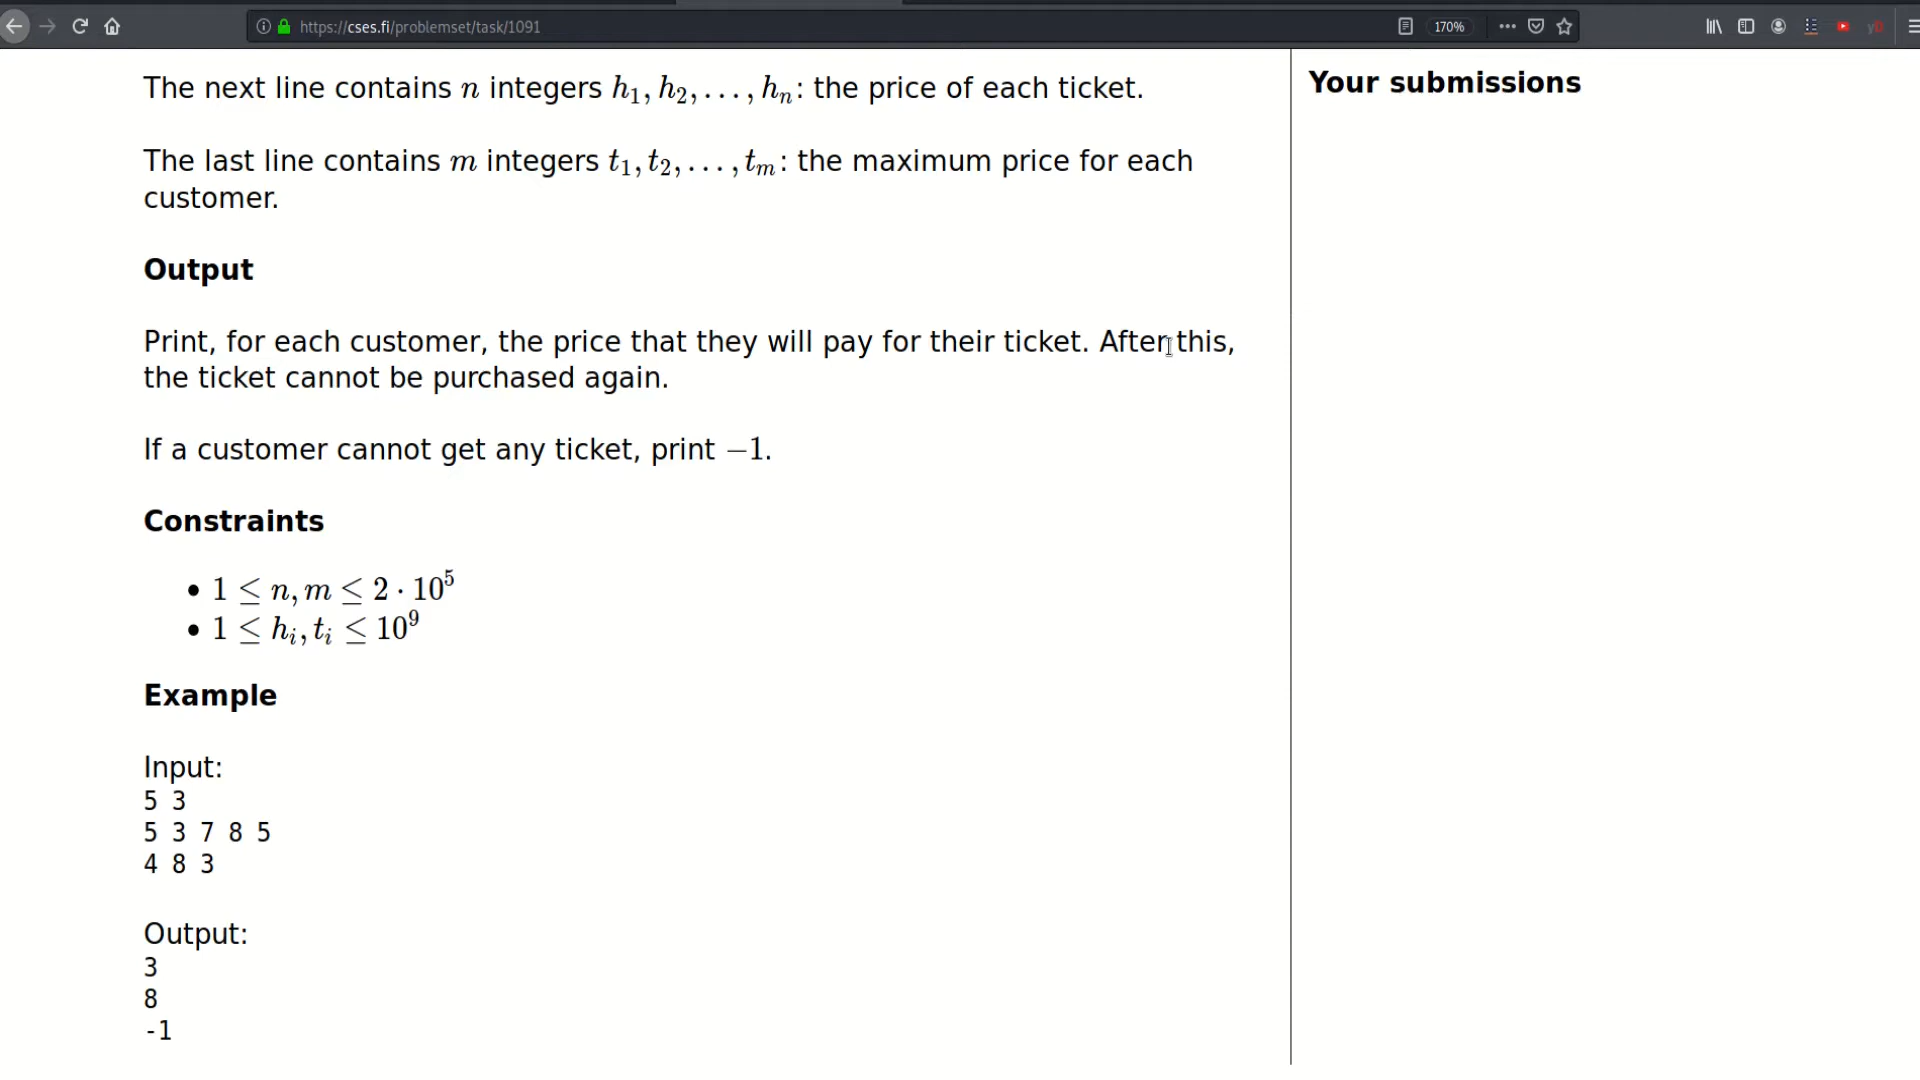 https://cses.fi/problemset/task/1091
170%
The next line contains n integers h₁, h₂, . . . , hₙ: the price of each ticket.
Your submissions
The last line contains m integers t₁, t₂, . . . , tₘ: the maximum price for each
customer.
Output
Print, for each customer, the price that they will pay for their ticket. After this,
the ticket cannot be purchased again.
If a customer cannot get any ticket, print −1.
Constraints
• 1 ≤ n, m ≤ 2 · 10⁵
• 1 ≤ hᵢ, tᵢ ≤ 10⁹
Example
Input:
5 3
5 3 7 8 5
4 8 3
Output:
3
8
-1